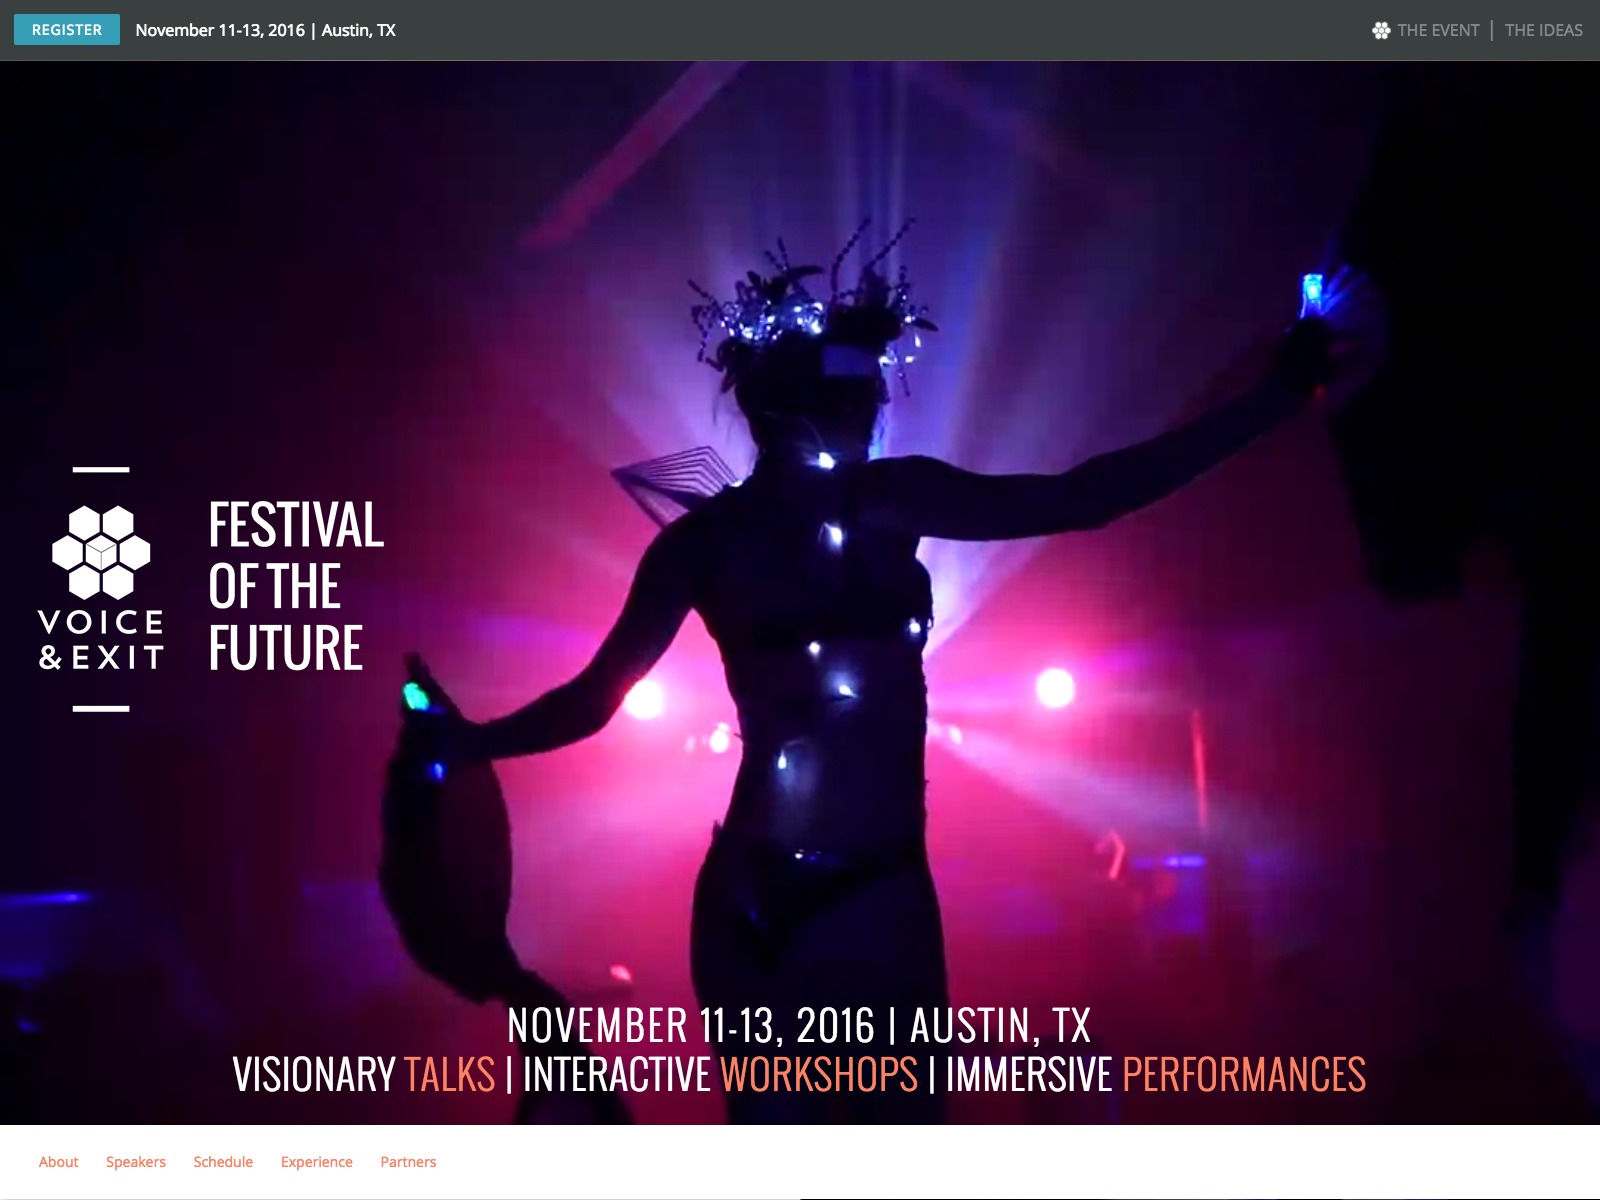 REGISTER
November 11-13, 2016 | Austin, TX
THE EVENT | THE IDEAS
VOICE
& EXIT
FESTIVAL
OF THE
FUTURE
NOVEMBER 11-13, 2016 | AUSTIN, TX
VISIONARY TALKS | INTERACTIVE WORKSHOPS | IMMERSIVE PERFORMANCES
About
Speakers
Schedule
Experience
Partners